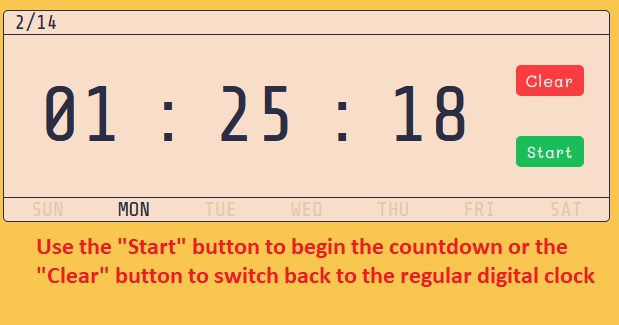 2/14
01 : 25 : 18
Clear
Start
SUN MON TUE WED THU FRI SAT
Use the "Start" button to begin the countdown or the
"Clear" button to switch back to the regular digital clock